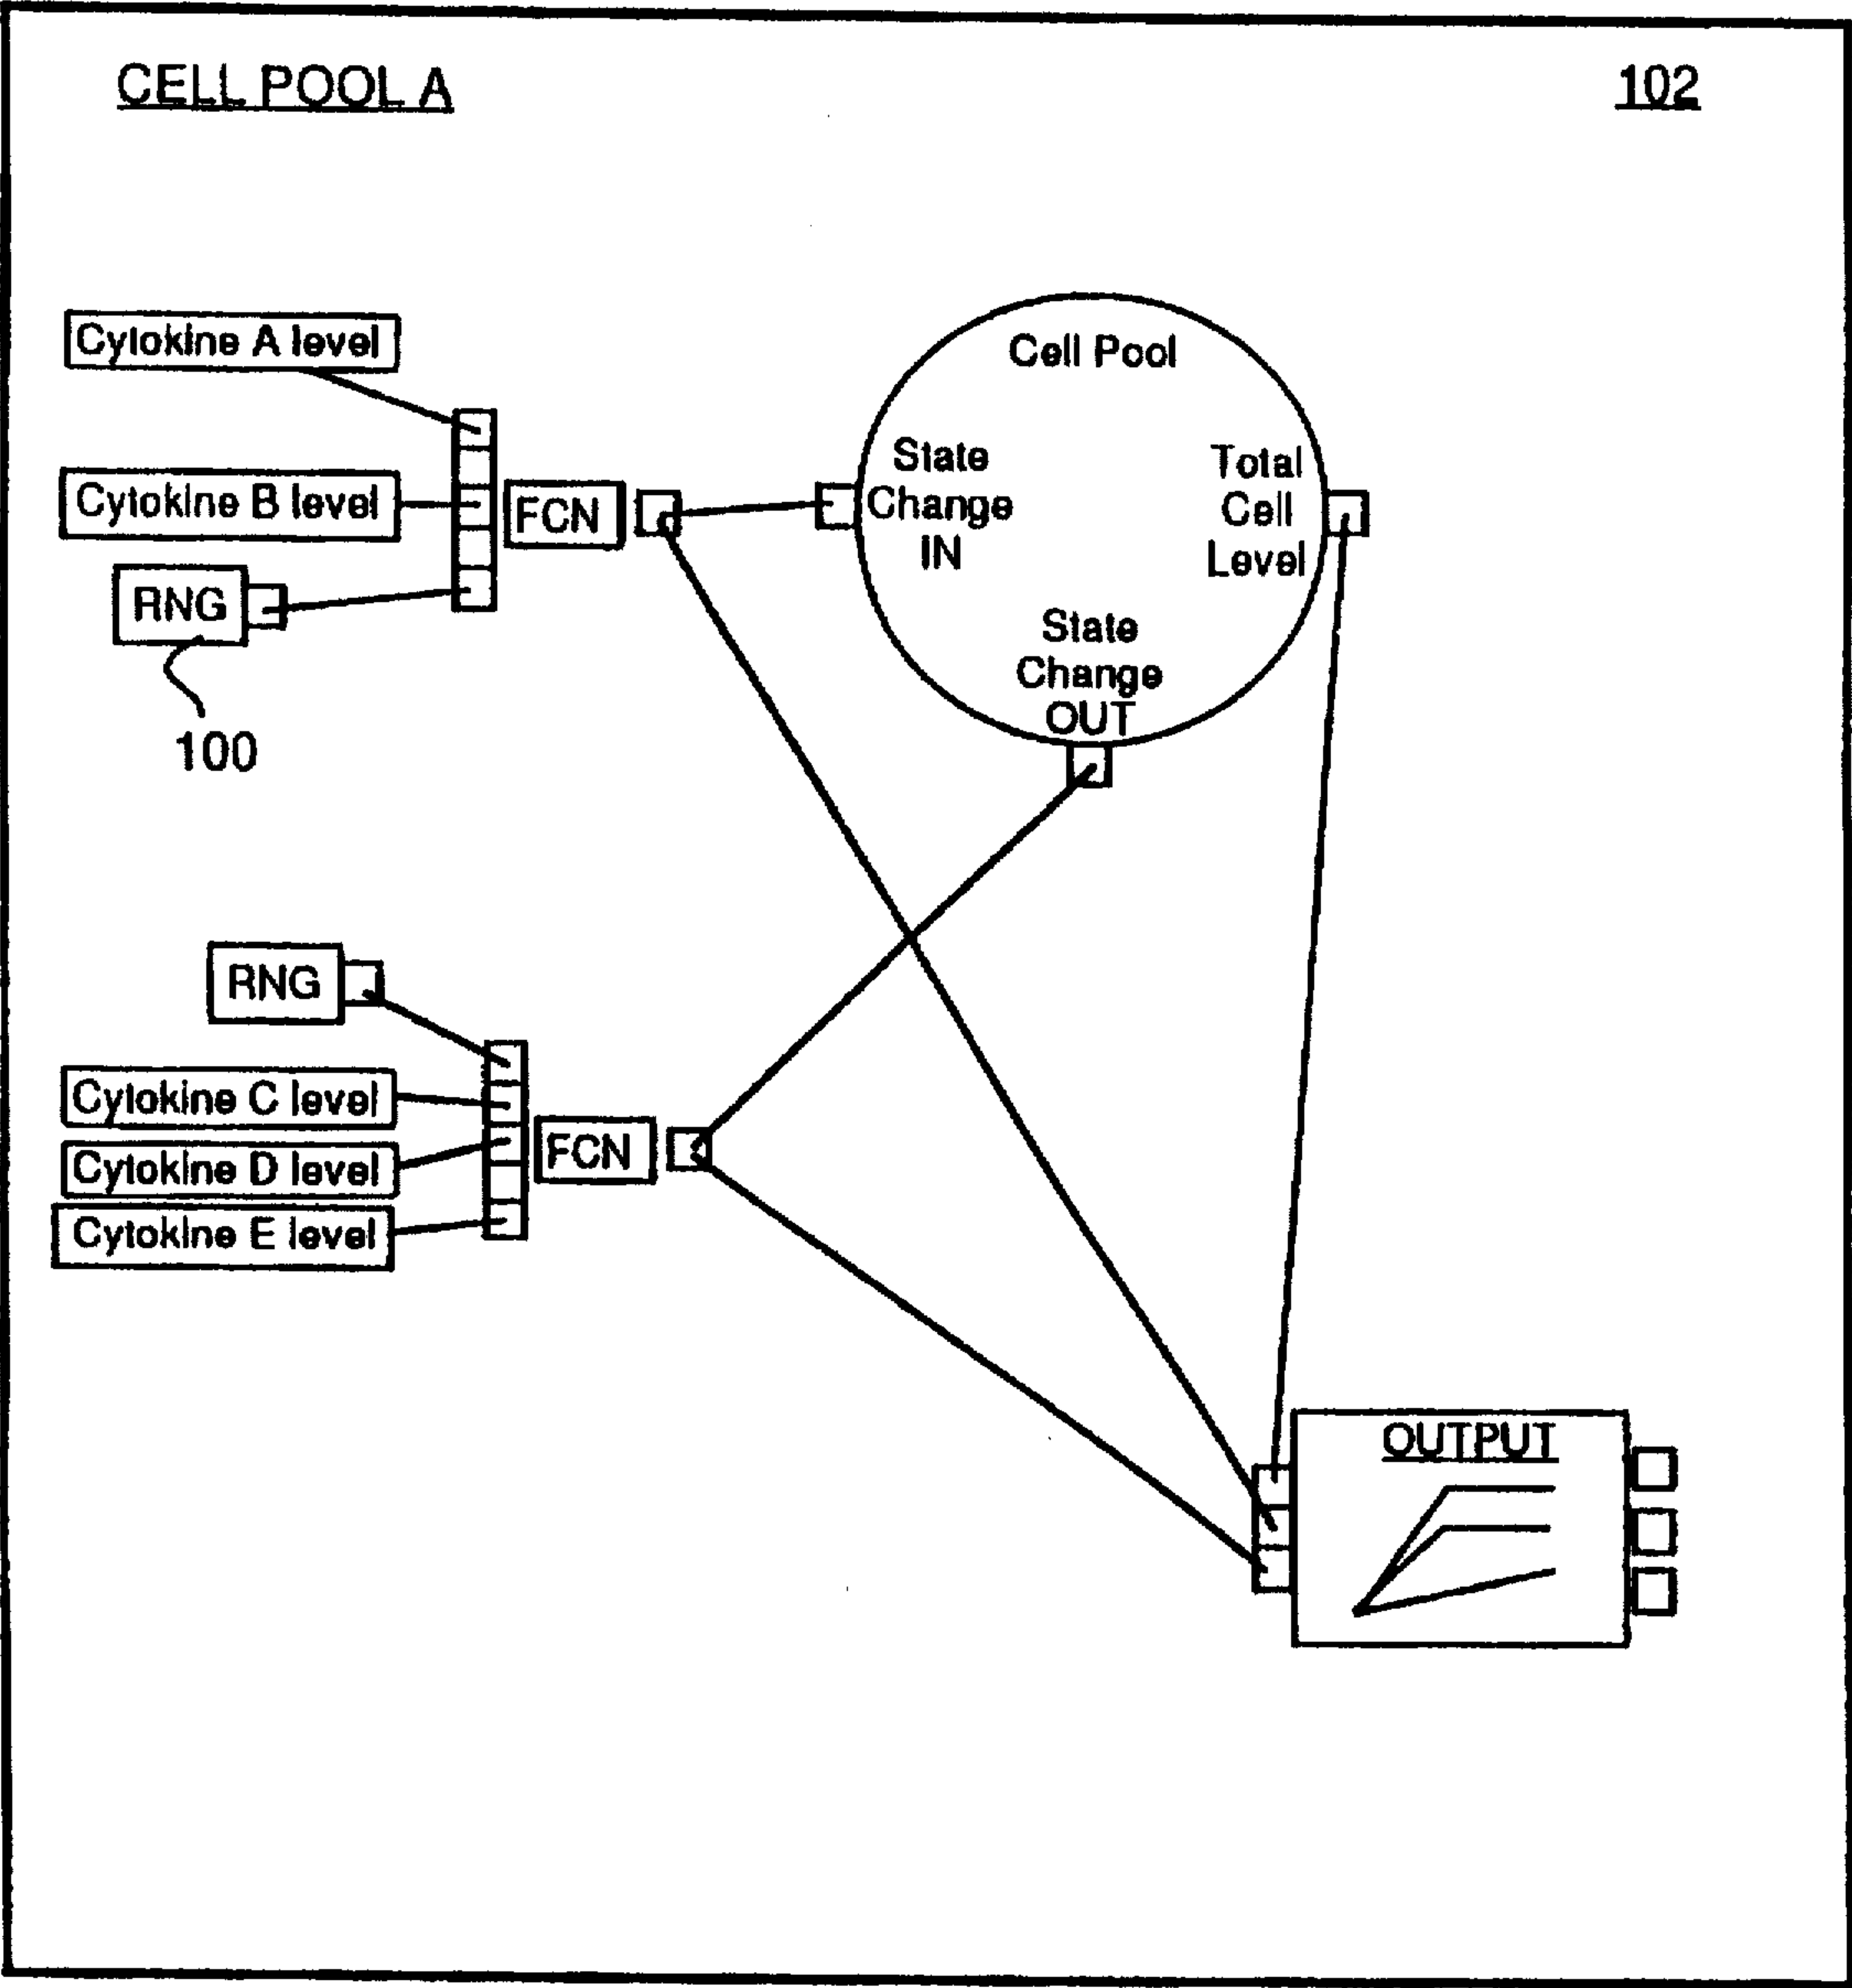 CELL POOL A
102
Cytokine A level
Cytokine B level
RNG
100
FCN
Cell Pool
State
Change
IN
Total
Cell
Level
State
Change
OUT
RNG
Cytokine C level
Cytokine D level
Cytokine E level
FCN
OUTPUT